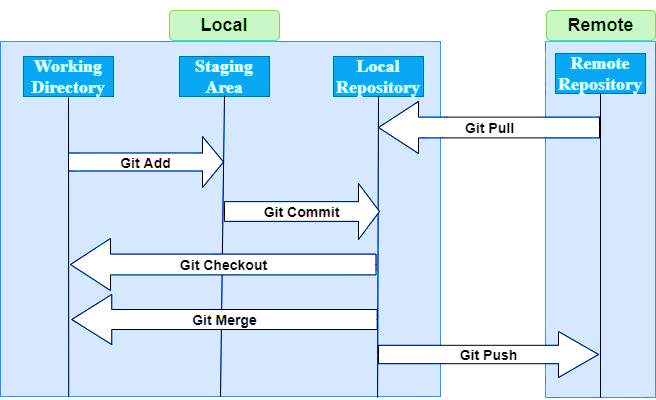 Local
Remote
Working
Directory
Staging
Area
Local
Repository
Remote
Repository
Git Pull
Git Add
Git Commit
Git Checkout
Git Merge
Git Push